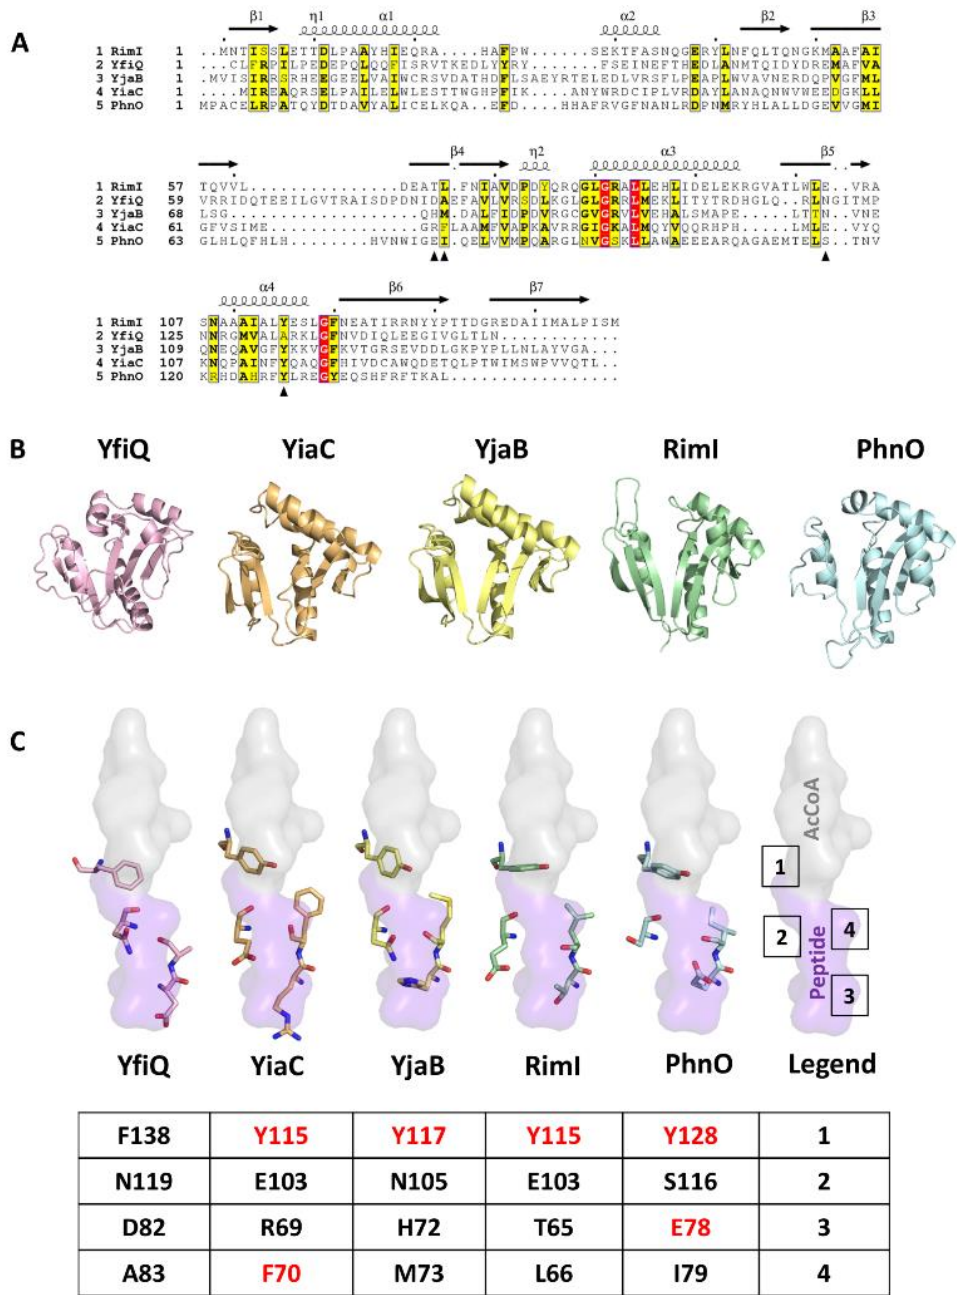 A
β1 η1 α1 α2 β2 β3
1 RimI 1 ..MNTISSLETTDLPAAYHIEQRA....HAFPW.....SEKTFASNQGERYLNFQLTQNGKMAAFAI
2 YfiQ 1 ...CLFRPILPEDEPQLQQFISRVTKEDLYYRY.....FSEINEFTHEDLANMTQIDYDREMAFVA
3 YjaB 1 .MVISIRRSRHEEGEELVAIWCRSVDATHDFLSAEYRTELEDLVRSFLPEAPLWVAVNERDQPVGFML
4 YiaC 1 ...MIREAQRSELPAILELWLESTTWGHPFIK...ANYWRDCIPLVRDAYLANAQNWVWEEDGKLL
5 PhnO 1 MPACELRPATQYDTDAVYALICELKQA..EFD...HHAFRVGFNANLRDPNMRYHLALLDGEVVGMI
β4 η2 α3 β5
1 RimI 57 TQVVL..................DEATL.FNIAVDPDYQRQGLGRALLEHLIDELEKRGVATLWLE..VRA
2 YfiQ 59 VRRIDQTEEILGVTRAISDPDNIDAEFAVLVRSDLKGLGLGRRLMEKLITYTRDHGLQ..RLNGITMP
3 YjaB 68 LSG....................QHM.DALFIDPDVRGCGVGRVLVEHALSMAPE....LTTN..VNE
4 YiaC 61 GFVSIME................GRFLAAMFVAPKAVRRGIGKALMQYVQQRHPH....LMLE..VYQ
5 PhnO 63 GLHLQFHLH........HVNWIGEI.QELVVMPQARGLNVGSKLLAWAEEEARQAGAEMTELS..TNV
α4 β6 β7
1 RimI 107 SNAAAIALYESLGFNEATIRRNYYPTTDGREDAIIMALPISM
2 YfiQ 125 NNRGMVALARKLGFNVDIQLEEGIVGLTLN............
3 YjaB 109 QNEQAVGFYKKVGFKVTGRSEVDDLGKPYPLLNLAYVGA...
4 YiaC 107 KNQPAINFYQAQGFHIVDCAWQDETQLPTWIMSWPVVQTL..
5 PhnO 120 KRHDAHRFYLREGYEQSHFRFTKAL.................
B
YfiQ YiaC YjaB RimI PhnO
C
AcCoA
1
2
4
Peptide
3
YfiQ YiaC YjaB RimI PhnO Legend
F138 Y115 Y117 Y115 Y128 1
N119 E103 N105 E103 S116 2
D82 R69 H72 T65 E78 3
A83 F70 M73 L66 I79 4